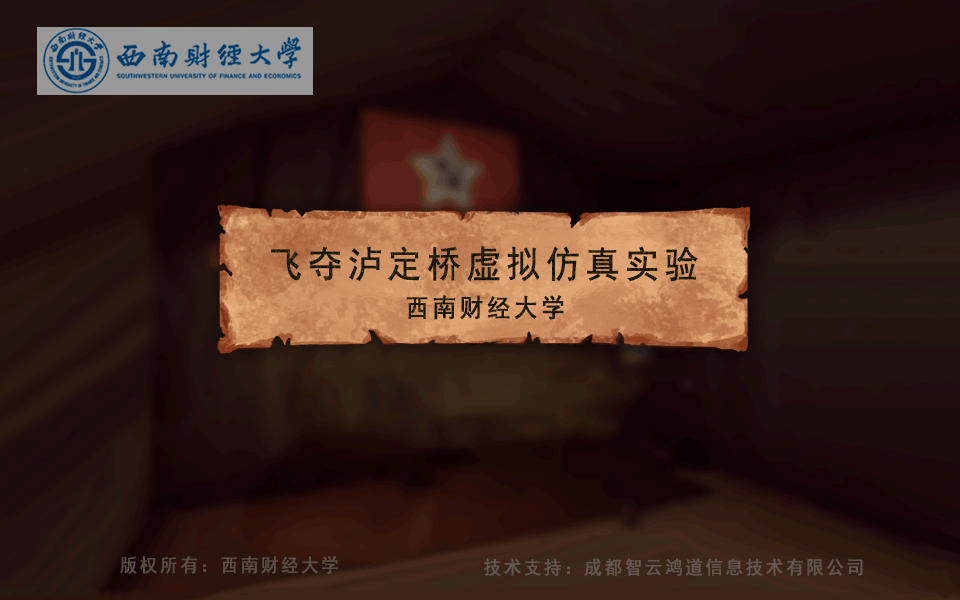 西南财经大学
SOUTHWESTERN UNIVERSITY OF FINANCE AND ECONOMICS
飞夺泸定桥虚拟仿真实验
西南财经大学
版权所有：西南财经大学
技术支持：成都智云鸿道信息技术有限公司